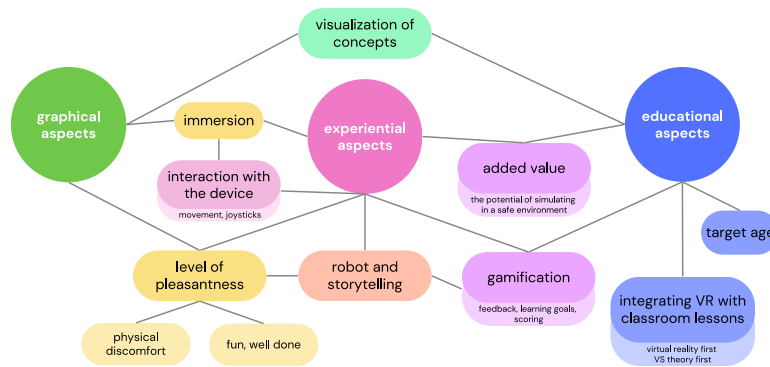 visualization of
concepts
graphical
aspects
immersion
experiential
aspects
educational
aspects
interaction with
the device
movement, joysticks
added value
the potential of simulating
in a safe environment
target age
level of
pleasantness
robot and
storytelling
gamification
feedback, learning goals,
scoring
integrating VR with
classroom lessons
virtual reality first
VS theory first
physical
discomfort
fun, well done